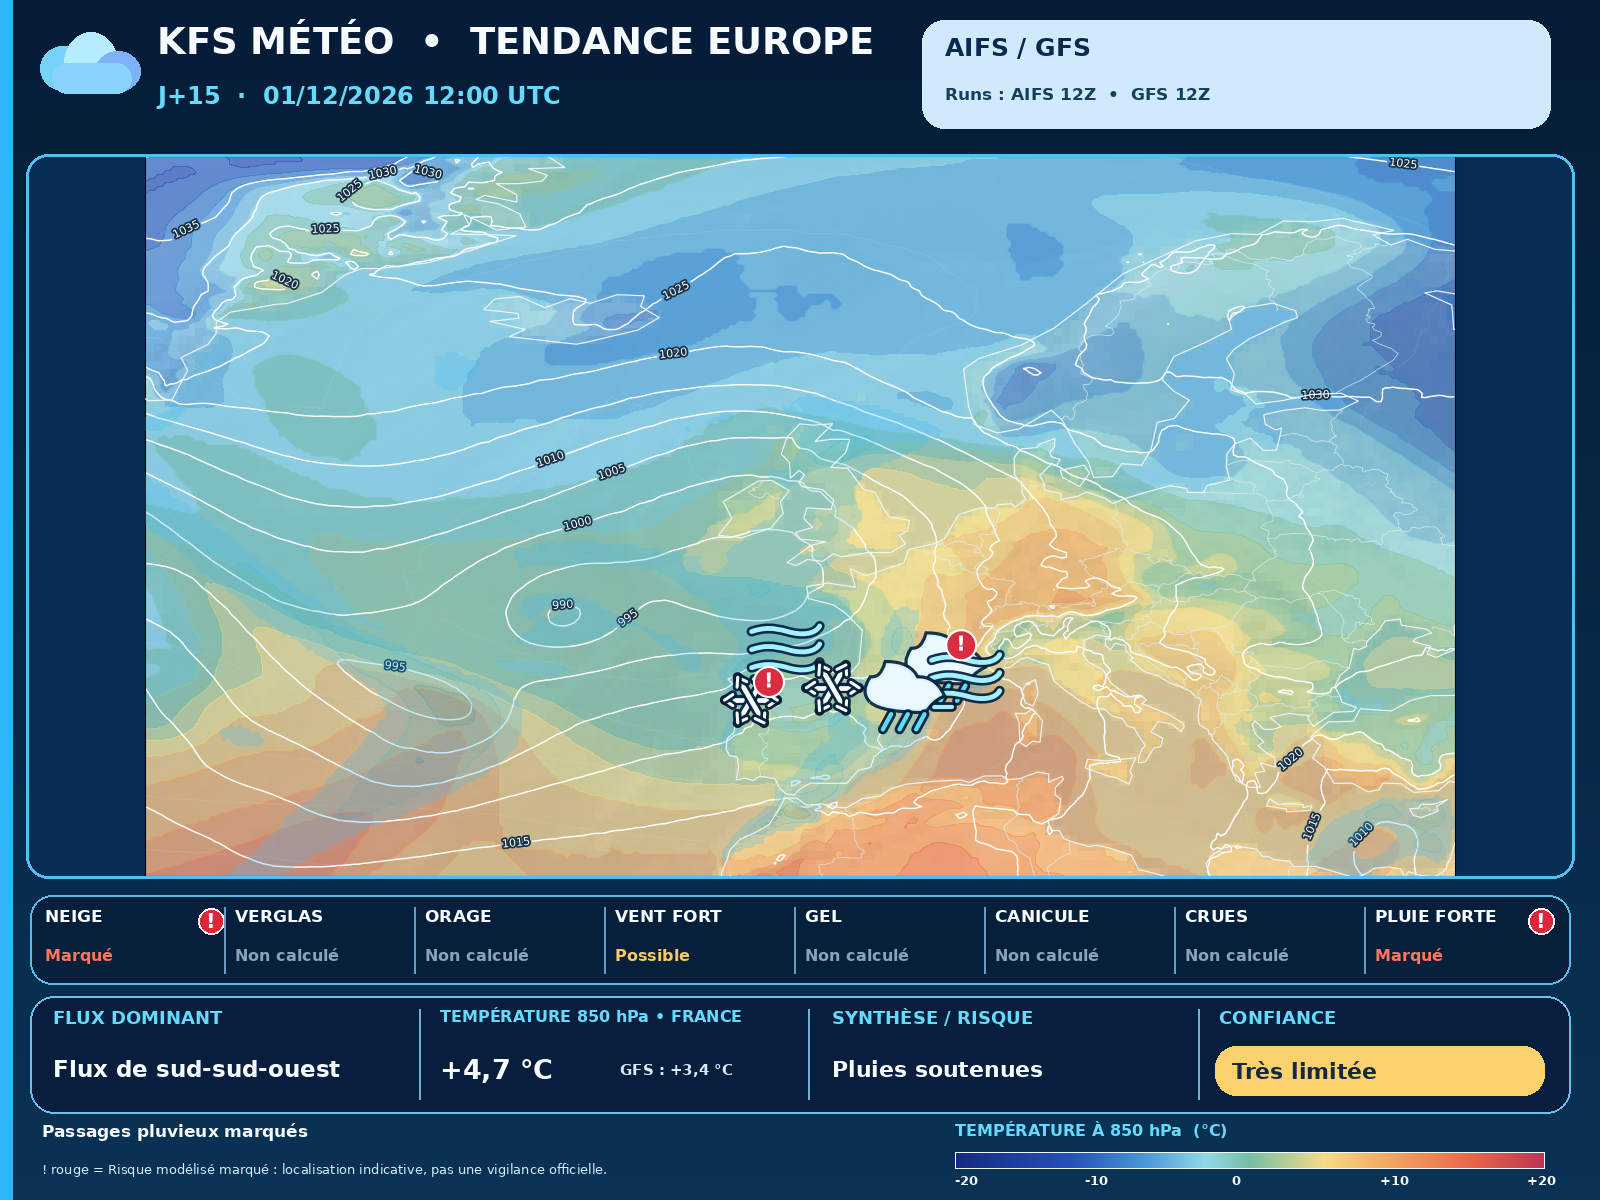 KFS MÉTÉO • TENDANCE EUROPE
J+15 · 01/12/2026 12:00 UTC
AIFS / GFS
Runs : AIFS 12Z • GFS 12Z
1025
1030
1030
1025
1035
1025
1020
1025
1020
1030
1010
1005
1000
990
995
995
1020
1015
1010
1015
!
!
NEIGE !
Marqué
VERGLAS
Non calculé
ORAGE
Non calculé
VENT FORT
Possible
GEL
Non calculé
CANICULE
Non calculé
CRUES
Non calculé
PLUIE FORTE !
Marqué
FLUX DOMINANT
Flux de sud-sud-ouest
TEMPÉRATURE 850 hPa • FRANCE
+4,7 °C GFS : +3,4 °C
SYNTHÈSE / RISQUE
Pluies soutenues
CONFIANCE
Très limitée
Passages pluvieux marqués
! rouge = Risque modélisé marqué : localisation indicative, pas une vigilance officielle.
TEMPÉRATURE À 850 hPa (°C)
-20 -10 0 +10 +20